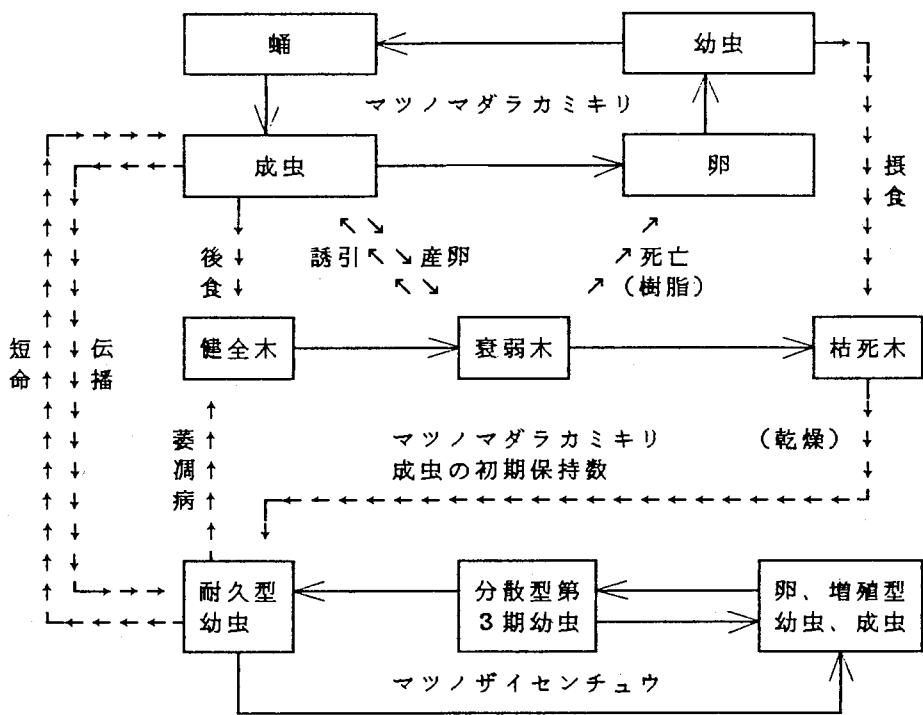 蛹
幼虫
マツノマダラカミキリ
成虫
卵
摂食
後食
誘引
産卵
死亡
(樹脂)
健全木
衰弱木
枯死木
短命
伝播
萎凋病
マツノマダラカミキリ
成虫の初期保持数
(乾燥)
耐久型
幼虫
分散型第
3期幼虫
卵、増殖型
幼虫、成虫
マツノザイセンチュウ